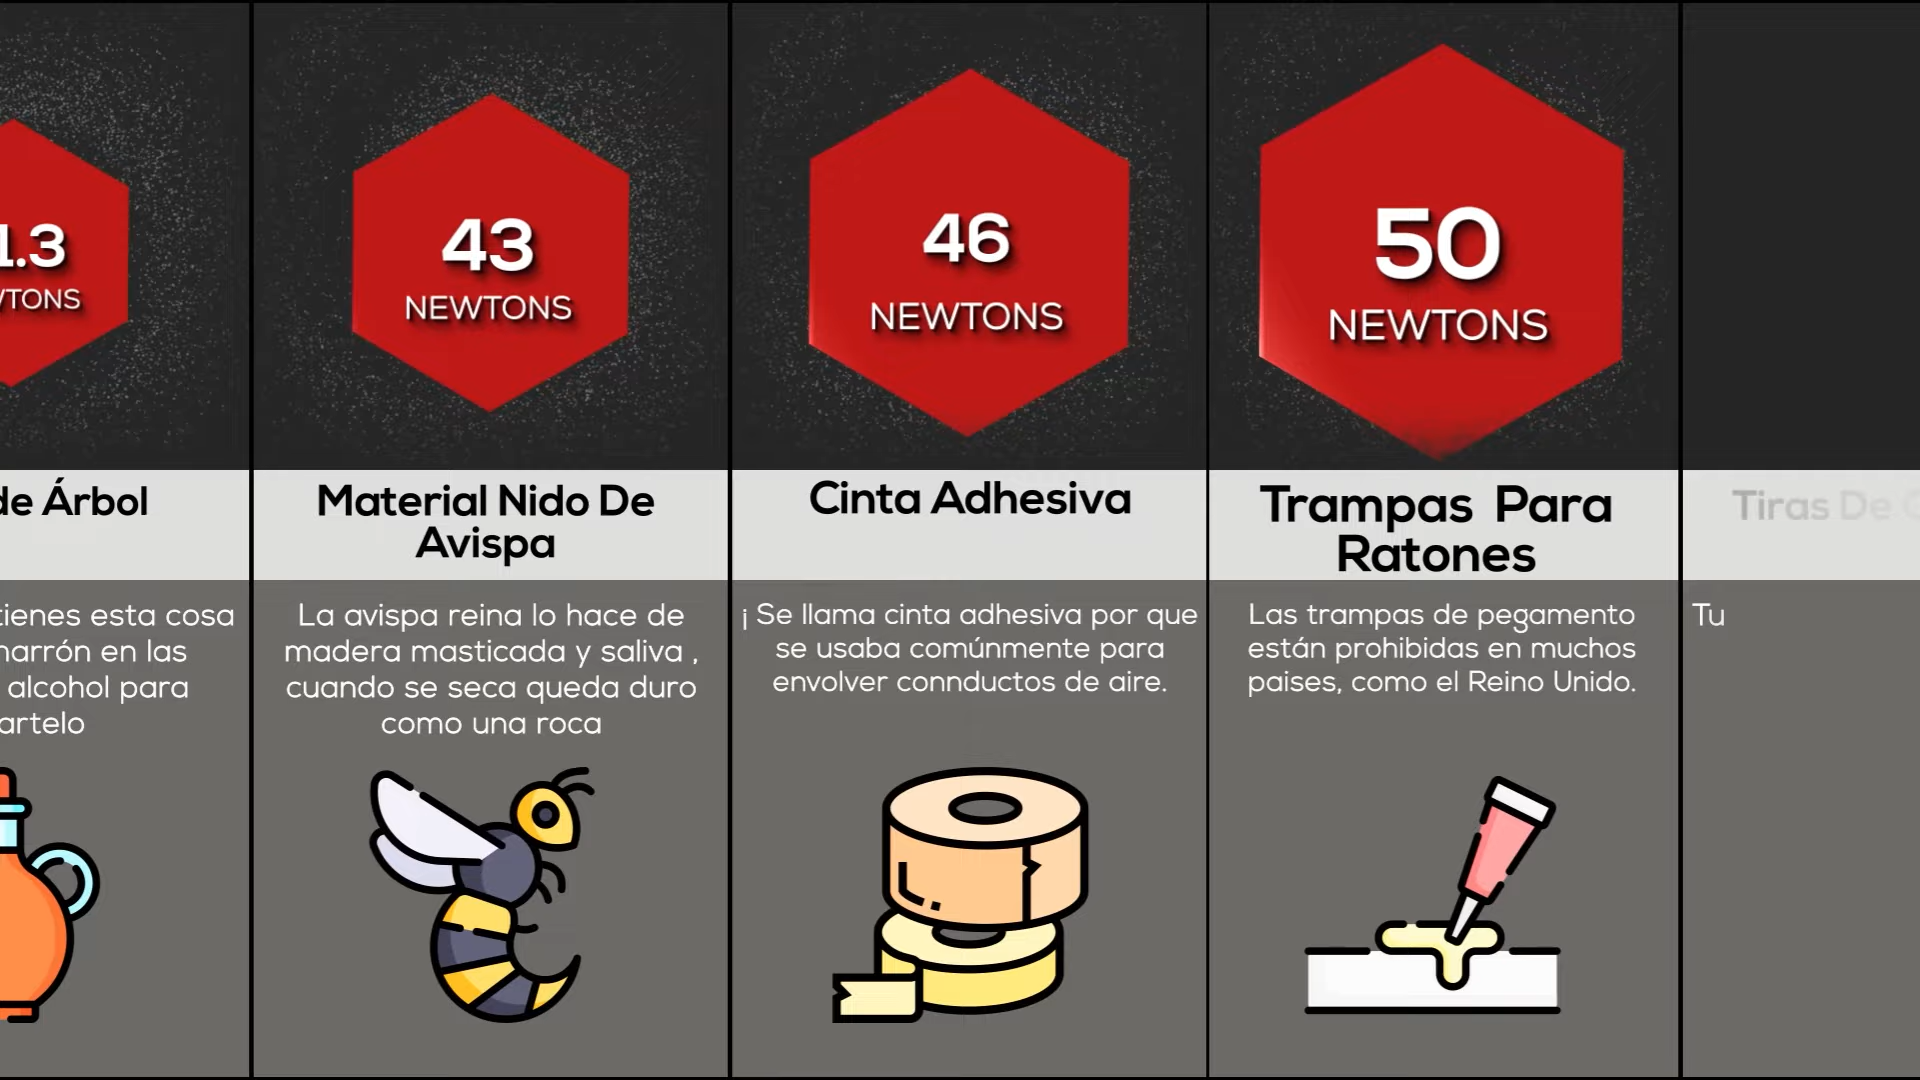 1.3
NEWTONS
de Árbol
tienes esta cosa
marrón en las
alcohol para
artelo
43
NEWTONS
Material Nido De
Avispa
La avispa reina lo hace de
madera masticada y saliva ,
cuando se seca queda duro
como una roca
46
NEWTONS
Cinta Adhesiva
¡ Se llama cinta adhesiva por que
se usaba comúnmente para
envolver connductos de aire.
50
NEWTONS
Trampas Para
Ratones
Las trampas de pegamento
están prohibidas en muchos
paises, como el Reino Unido.
Tiras De
Tu